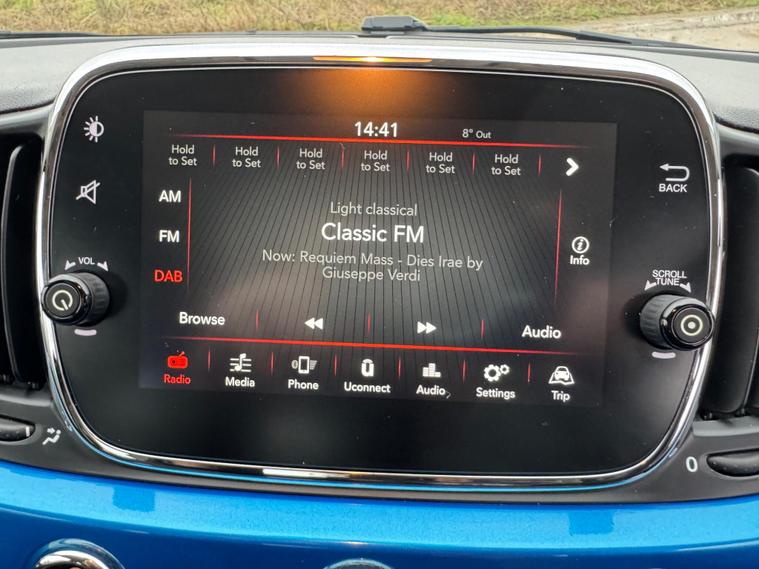 14:41
8° Out
Hold
to Set
Hold
to Set
Hold
to Set
Hold
to Set
Hold
to Set
Hold
to Set
BACK
AM
FM
DAB
Light classical
Classic FM
Now: Requiem Mass - Dies Irae by
Giuseppe Verdi
Info
VOL
SCROLL
TUNE
Browse
Audio
Radio
Media
Phone
Uconnect
Audio
Settings
Trip
0